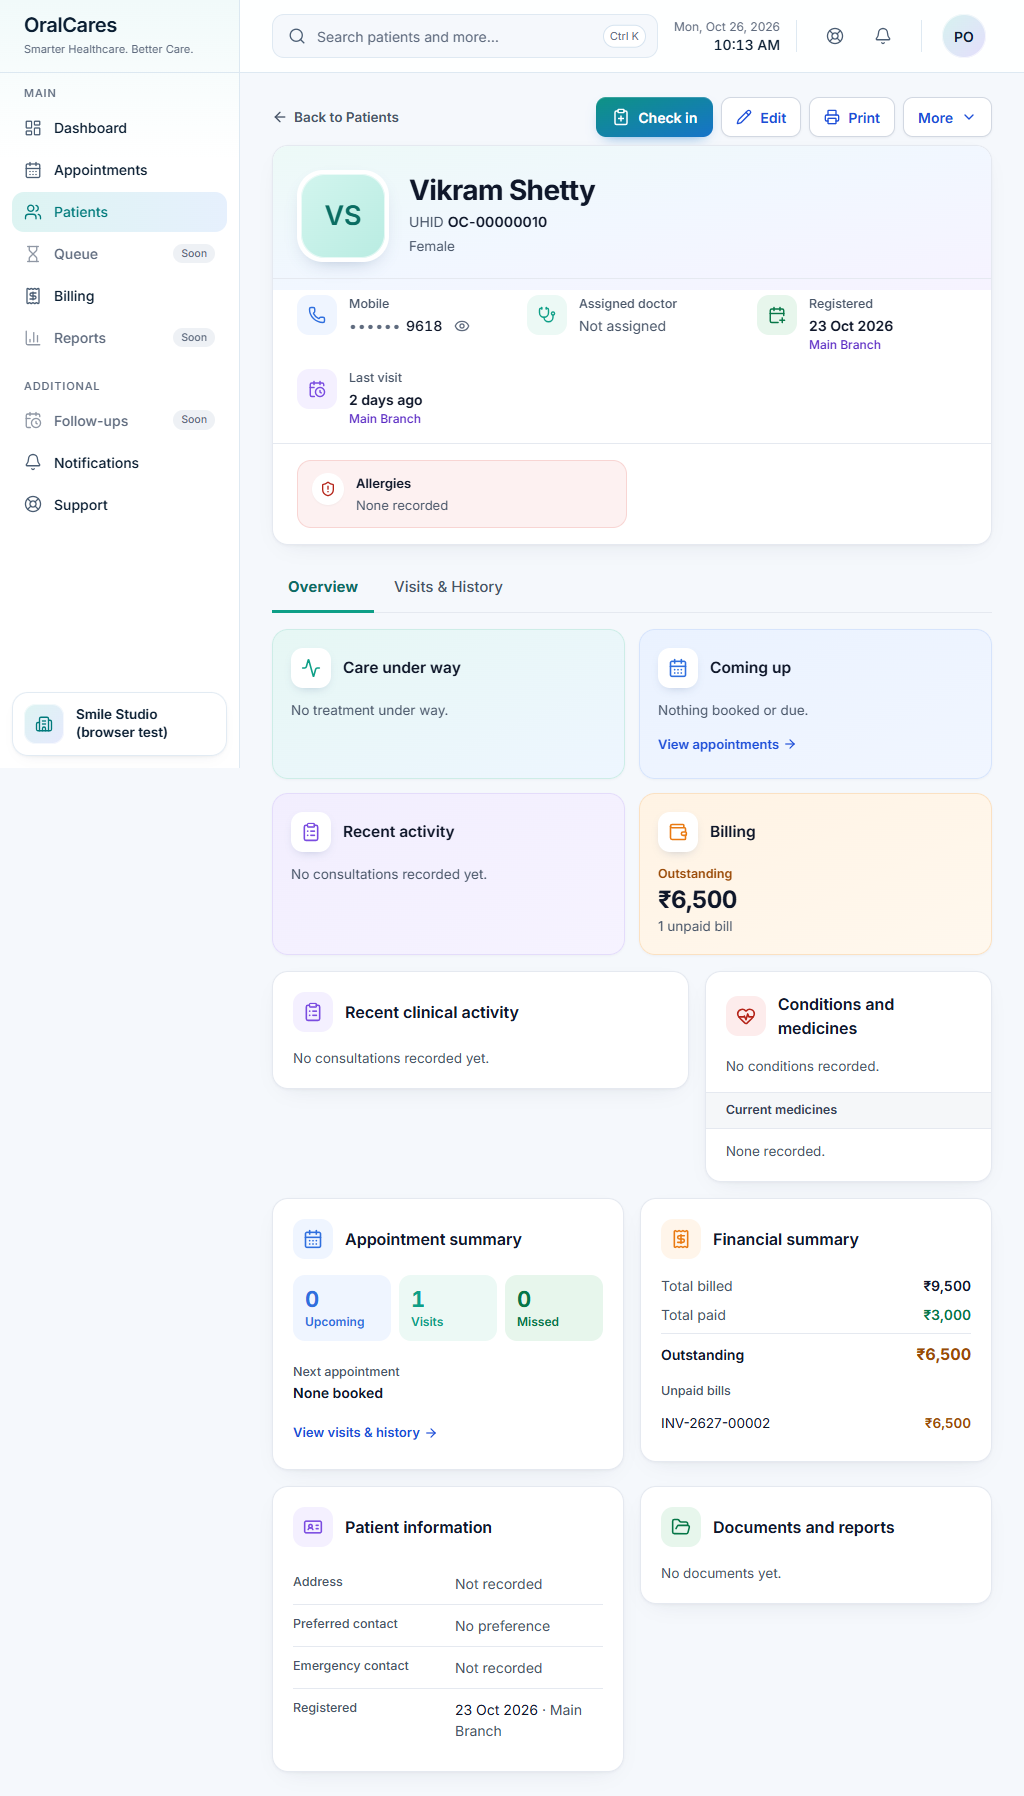 OralCares
Smarter Healthcare. Better Care.
Search patients and more...
Ctrl K
Mon, Oct 26, 2026
10:13 AM
PO
MAIN
Dashboard
Appointments
Patients
Queue
Soon
Billing
Reports
Soon
ADDITIONAL
Follow-ups
Soon
Notifications
Support
Smile Studio
(browser test)
Back to Patients
Check in
Edit
Print
More
VS
Vikram Shetty
UHID OC-00000010
Female
Mobile
•••••• 9618
Assigned doctor
Not assigned
Registered
23 Oct 2026
Main Branch
Last visit
2 days ago
Main Branch
Allergies
None recorded
Overview
Visits & History
Care under way
No treatment under way.
Coming up
Nothing booked or due.
View appointments →
Recent activity
No consultations recorded yet.
Billing
Outstanding
₹6,500
1 unpaid bill
Recent clinical activity
No consultations recorded yet.
Conditions and
medicines
No conditions recorded.
Current medicines
None recorded.
Appointment summary
0
Upcoming
1
Visits
0
Missed
Next appointment
None booked
View visits & history →
Financial summary
Total billed ₹9,500
Total paid ₹3,000
Outstanding ₹6,500
Unpaid bills
INV-2627-00002 ₹6,500
Patient information
Address Not recorded
Preferred contact No preference
Emergency contact Not recorded
Registered 23 Oct 2026 · Main
Branch
Documents and reports
No documents yet.